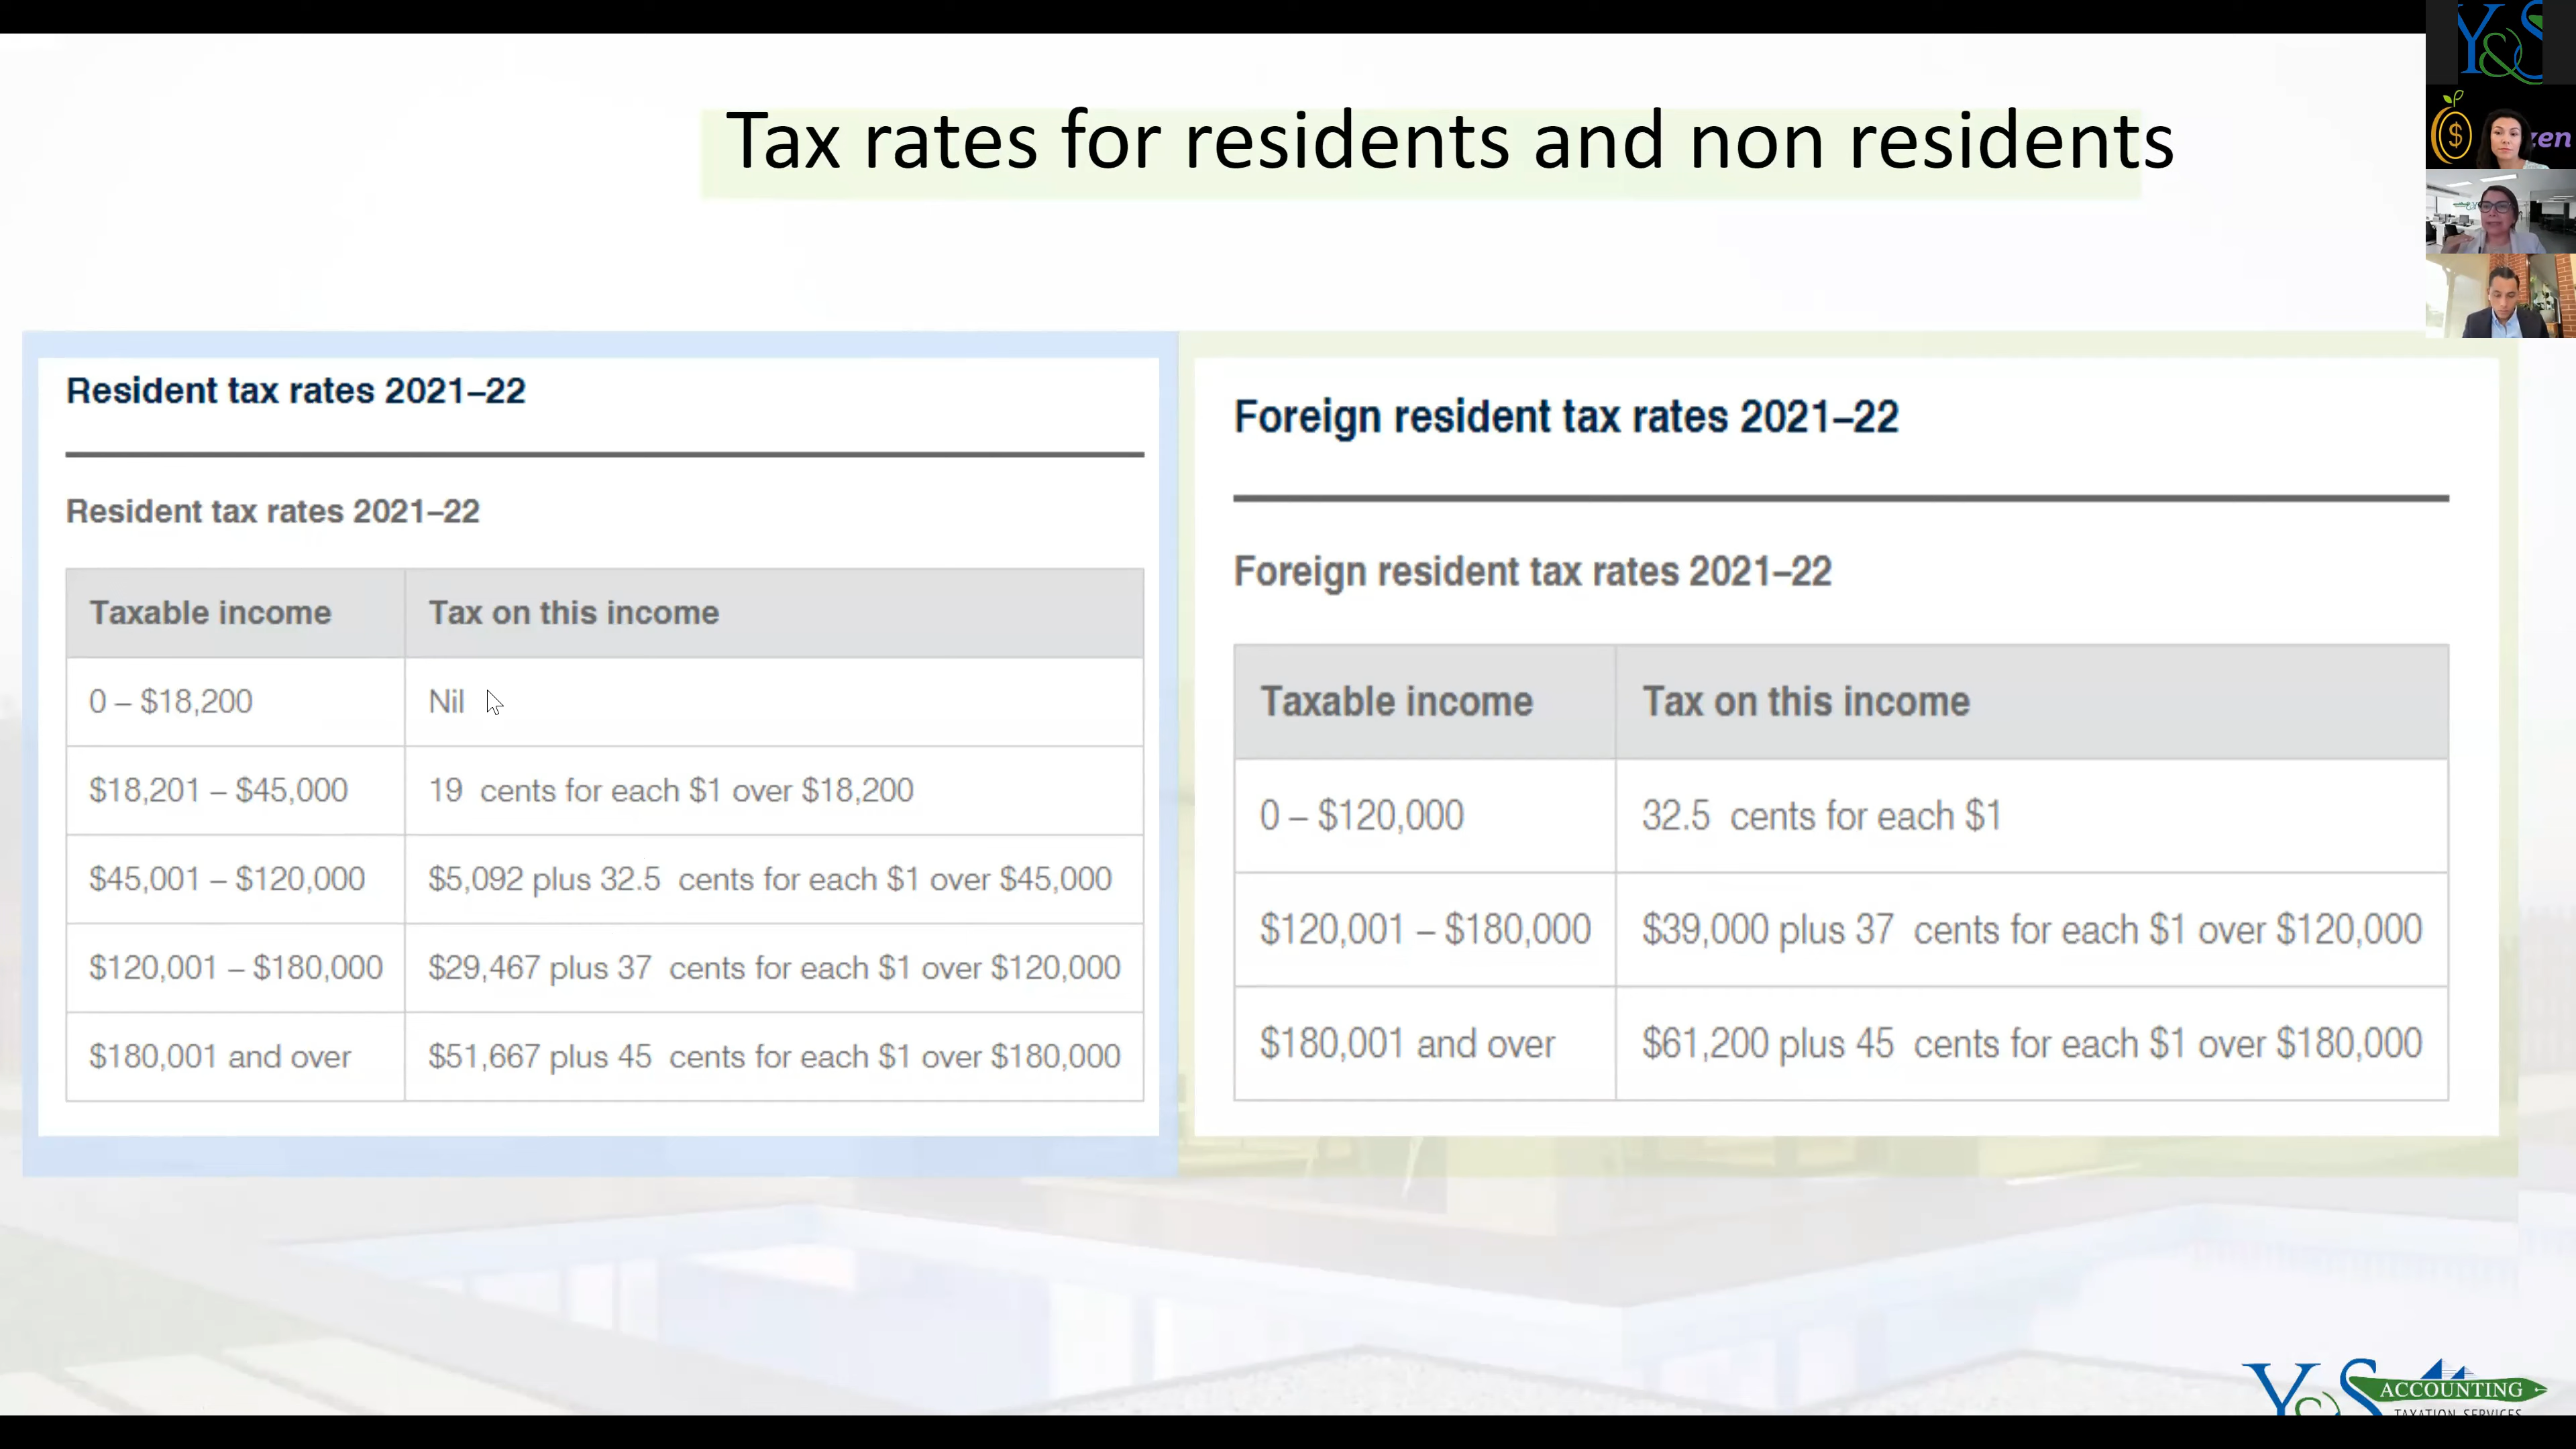 Y&S
zen
Tax rates for residents and non residents
Resident tax rates 2021–22
Resident tax rates 2021–22
Taxable income Tax on this income
0 – $18,200 Nil
$18,201 – $45,000 19 cents for each $1 over $18,200
$45,001 – $120,000 $5,092 plus 32.5 cents for each $1 over $45,000
$120,001 – $180,000 $29,467 plus 37 cents for each $1 over $120,000
$180,001 and over $51,667 plus 45 cents for each $1 over $180,000
Foreign resident tax rates 2021–22
Foreign resident tax rates 2021–22
Taxable income Tax on this income
0 – $120,000 32.5 cents for each $1
$120,001 – $180,000 $39,000 plus 37 cents for each $1 over $120,000
$180,001 and over $61,200 plus 45 cents for each $1 over $180,000
Y&S ACCOUNTING
TAXATION SERVICES